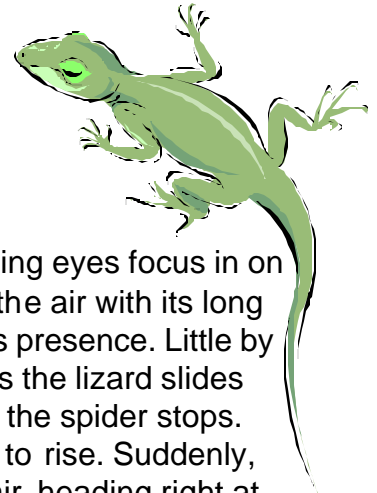 ing eyes focus in on
the air with its long
s presence. Little by
s the lizard slides
the spider stops.
to rise. Suddenly,
air, heading right at